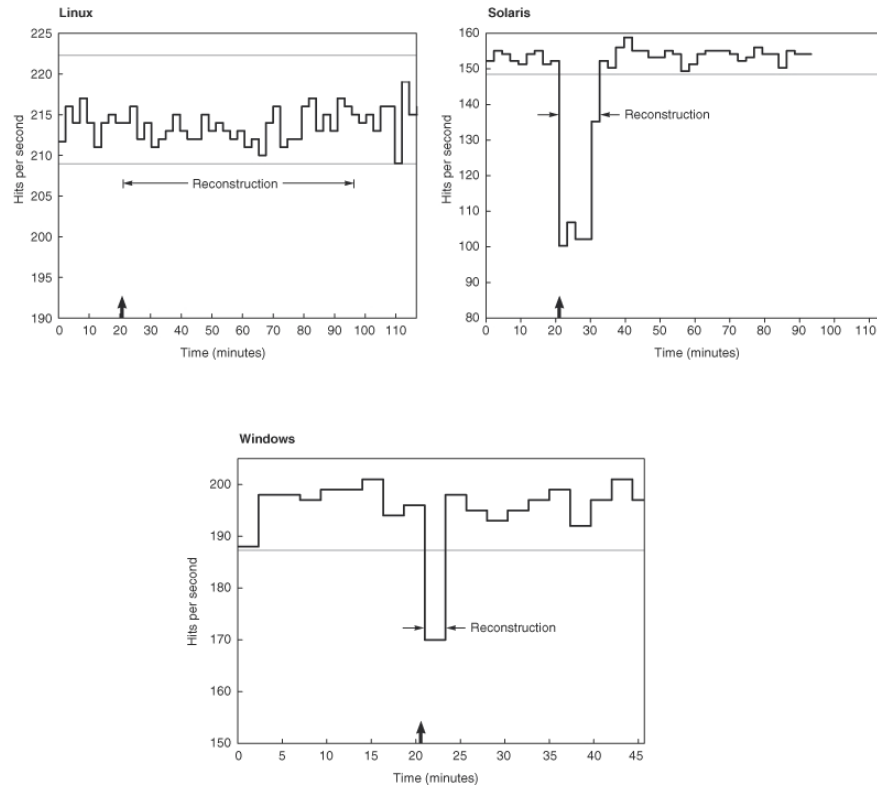 Linux
225
220
215
210
205
200
195
190
Hits per second
Reconstruction
0 10 20 30 40 50 60 70 80 90 100 110
Time (minutes)
Solaris
160
150
140
130
120
110
100
90
80
Hits per second
Reconstruction
0 10 20 30 40 50 60 70 80 90 100 110
Time (minutes)
Windows
200
190
180
170
160
150
Hits per second
Reconstruction
0 5 10 15 20 25 30 35 40 45
Time (minutes)